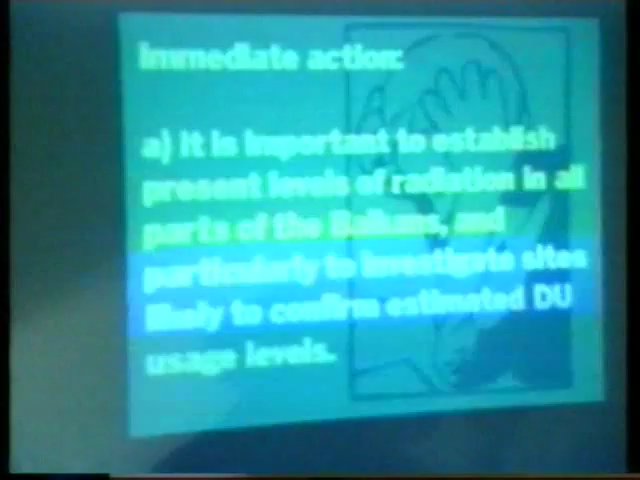 Immediate action:
a) It is important to establish
present levels of radiation in all
parts of the Balkans, and
particularly to investigate sites
likely to confirm estimated DU
usage levels.